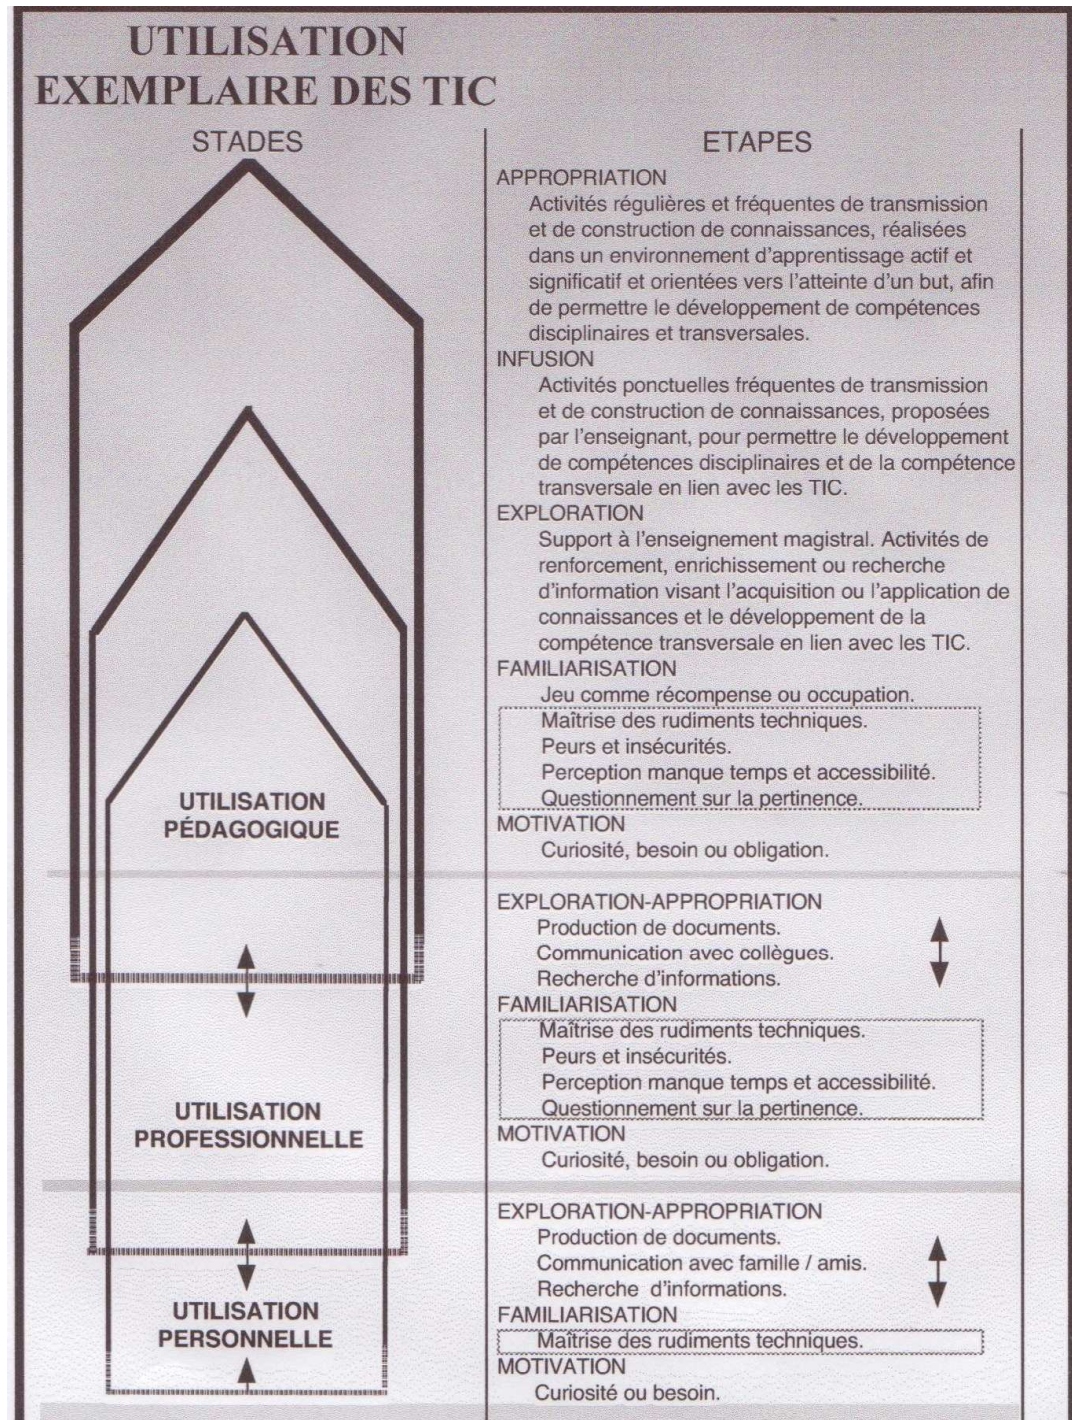 UTILISATION
EXEMPLAIRE DES TIC
STADES
UTILISATION
PÉDAGOGIQUE
UTILISATION
PROFESSIONNELLE
UTILISATION
PERSONNELLE
ETAPES
APPROPRIATION
Activités régulières et fréquentes de transmission
et de construction de connaissances, réalisées
dans un environnement d'apprentissage actif et
significatif et orientées vers l'atteinte d'un but, afin
de permettre le développement de compétences
disciplinaires et transversales.
INFUSION
Activités ponctuelles fréquentes de transmission
et de construction de connaissances, proposées
par l'enseignant, pour permettre le développement
de compétences disciplinaires et de la compétence
transversale en lien avec les TIC.
EXPLORATION
Support à l'enseignement magistral. Activités de
renforcement, enrichissement ou recherche
d'information visant l'acquisition ou l'application de
connaissances et le développement de la
compétence transversale en lien avec les TIC.
FAMILIARISATION
Jeu comme récompense ou occupation.
Maîtrise des rudiments techniques.
Peurs et insécurités.
Perception manque temps et accessibilité.
Questionnement sur la pertinence.
MOTIVATION
Curiosité, besoin ou obligation.
EXPLORATION-APPROPRIATION
Production de documents.
Communication avec collègues.
Recherche d'informations.
FAMILIARISATION
Maîtrise des rudiments techniques.
Peurs et insécurités.
Perception manque temps et accessibilité.
Questionnement sur la pertinence.
MOTIVATION
Curiosité, besoin ou obligation.
EXPLORATION-APPROPRIATION
Production de documents.
Communication avec famille / amis.
Recherche d'informations.
FAMILIARISATION
Maîtrise des rudiments techniques.
MOTIVATION
Curiosité ou besoin.